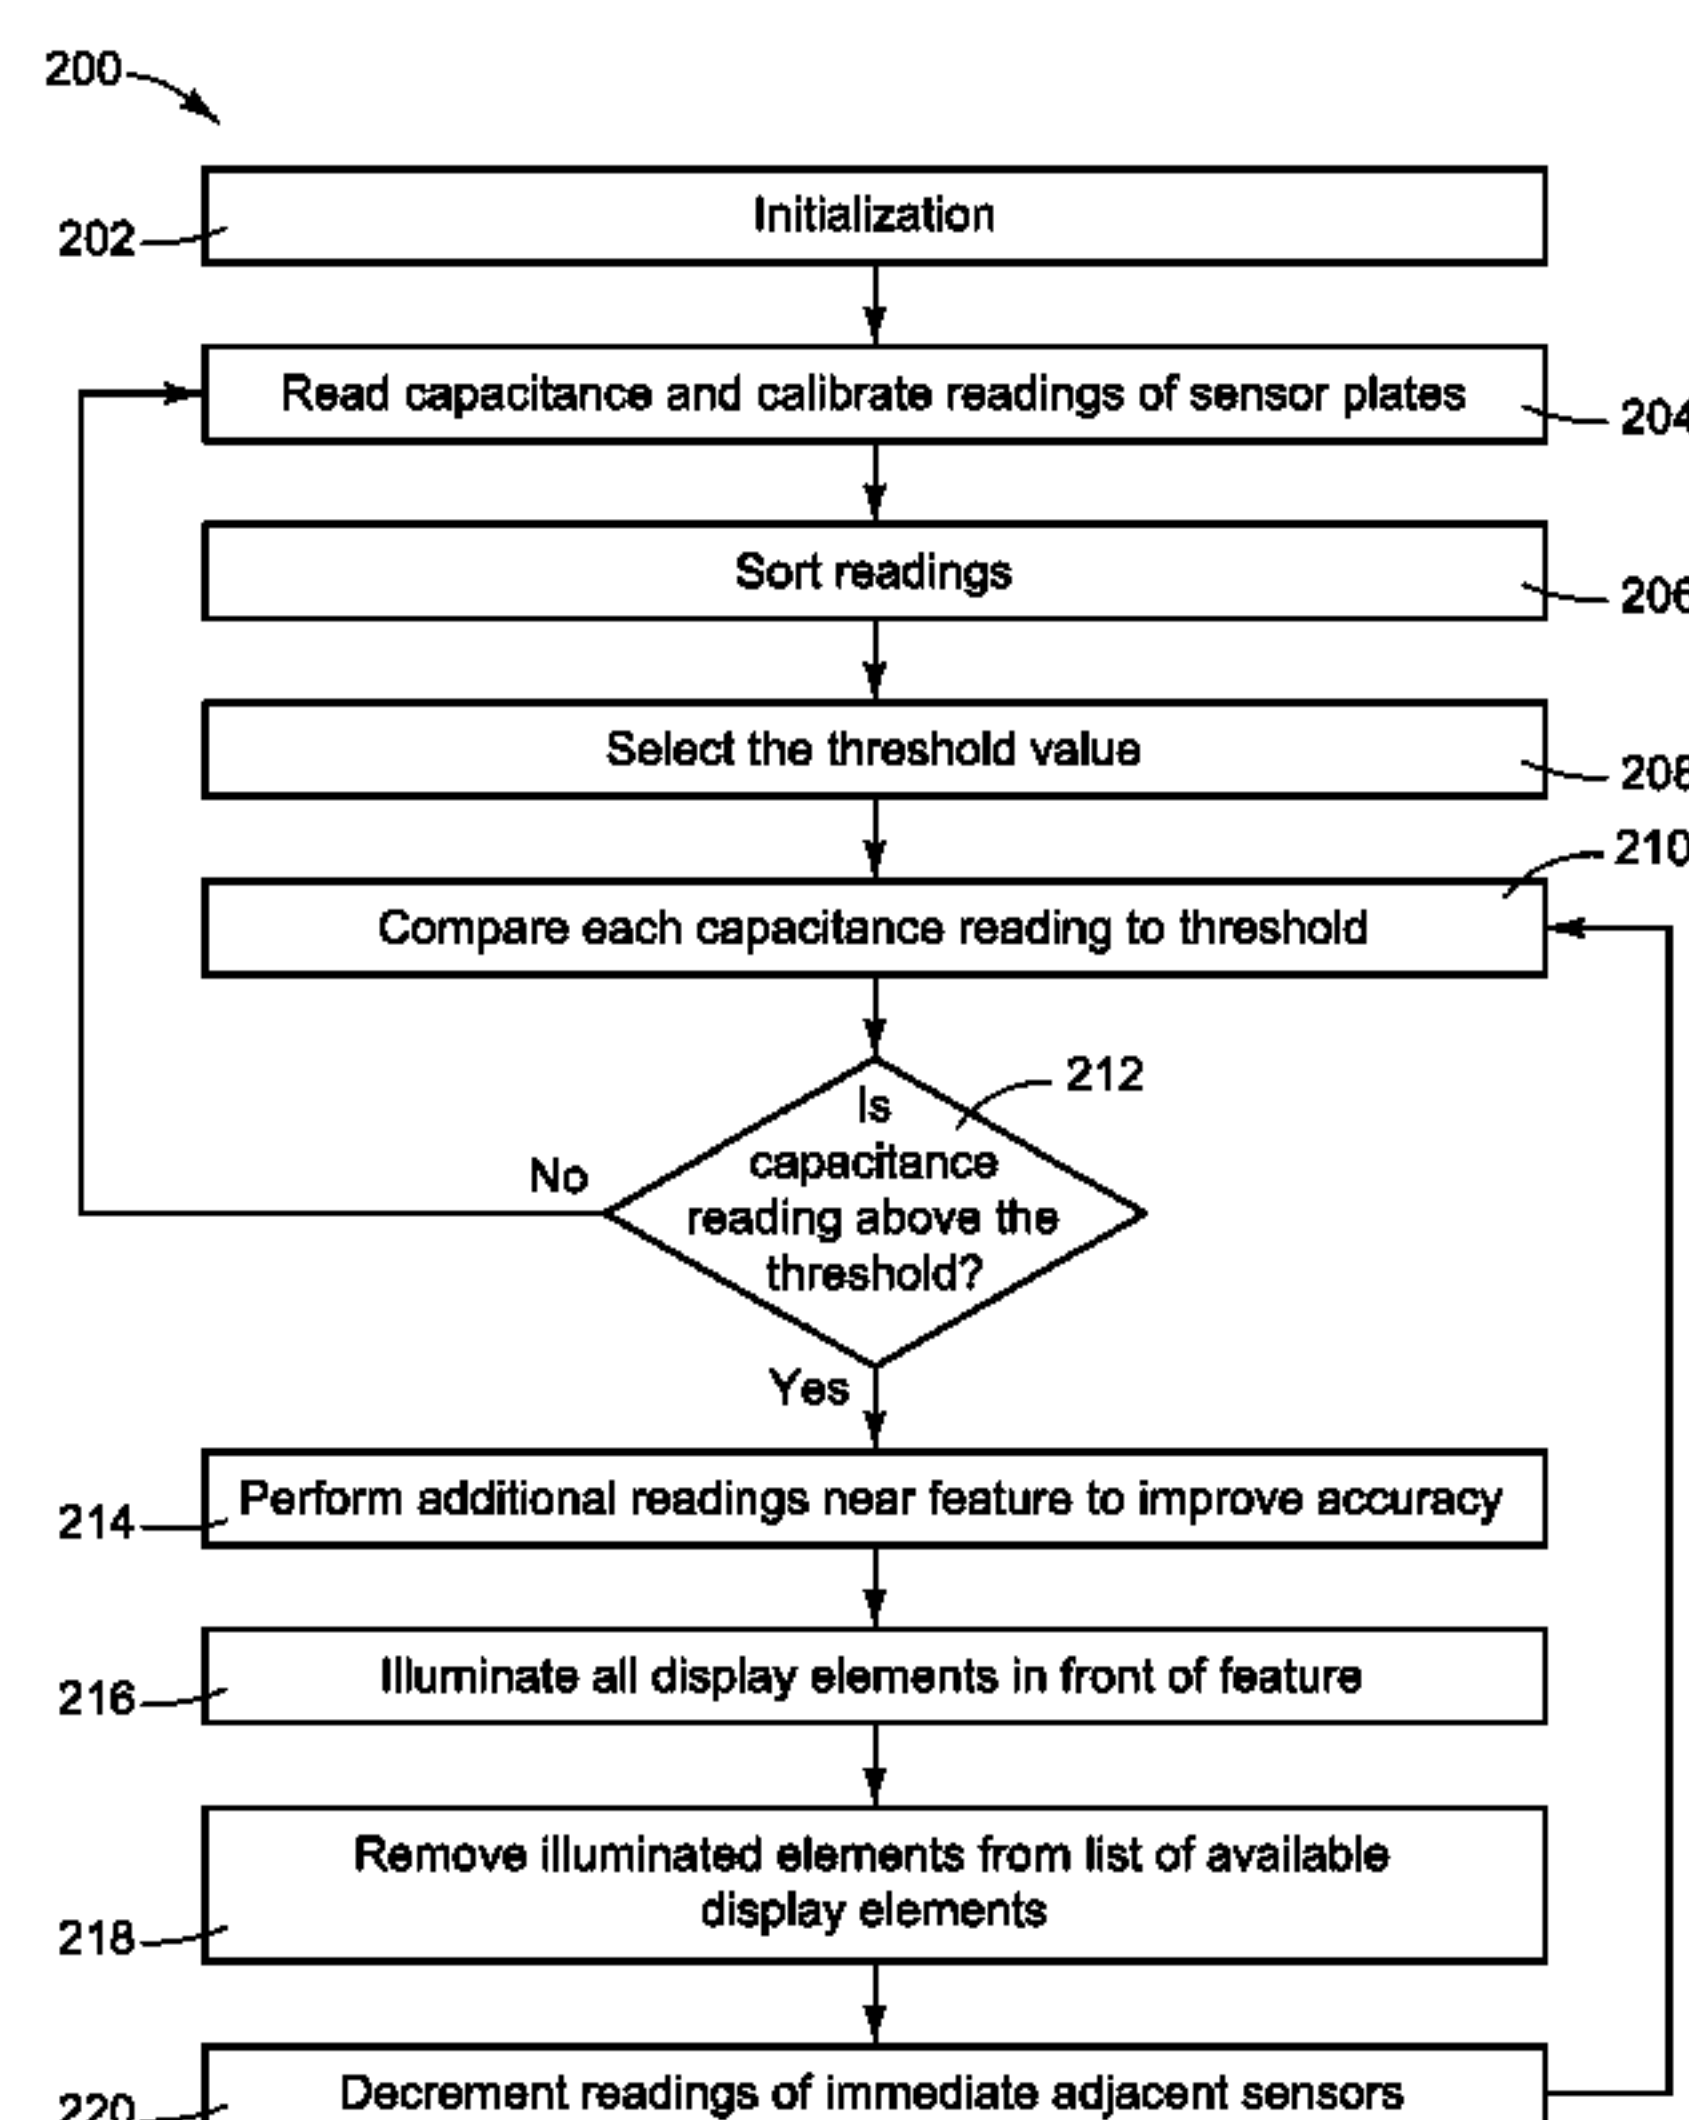 200
Initialization
202
Read capacitance and calibrate readings of sensor plates
204
Sort readings
206
Select the threshold value
208
210
Compare each capacitance reading to threshold
212
Is
capacitance
reading above the
threshold?
No
Yes
Perform additional readings near feature to improve accuracy
214
Illuminate all display elements in front of feature
216
Remove illuminated elements from list of available
display elements
218
Decrement readings of immediate adjacent sensors
220